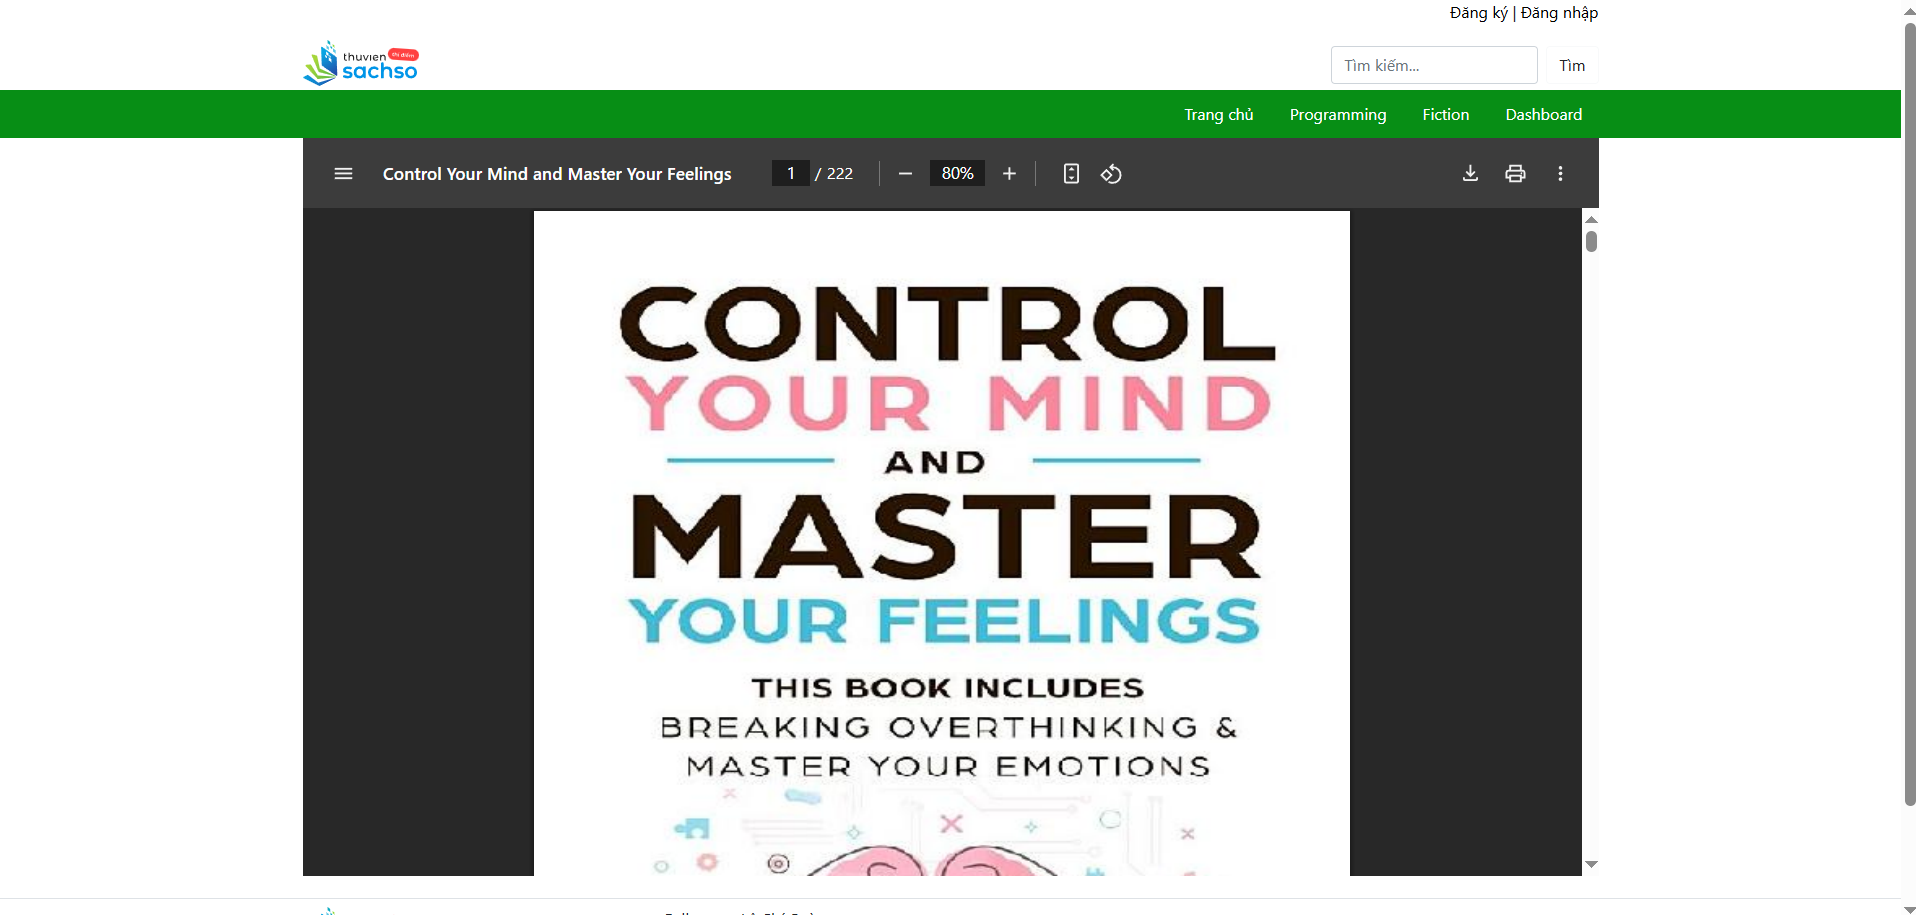 Đăng ký | Đăng nhập
thuvien thí điểm
sachso
Tìm kiếm...
Tìm
Trang chủ
Programming
Fiction
Dashboard
Control Your Mind and Master Your Feelings
1 / 222
80%
CONTROL
YOUR MIND
AND
MASTER
YOUR FEELINGS
THIS BOOK INCLUDES
BREAKING OVERTHINKING &
MASTER YOUR EMOTIONS